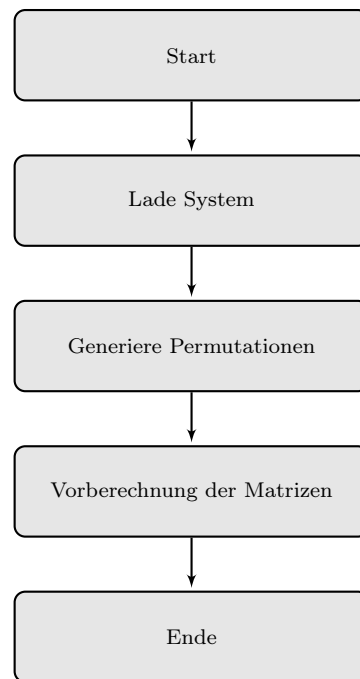 Start
Lade System
Generiere Permutationen
Vorberechnung der Matrizen
Ende